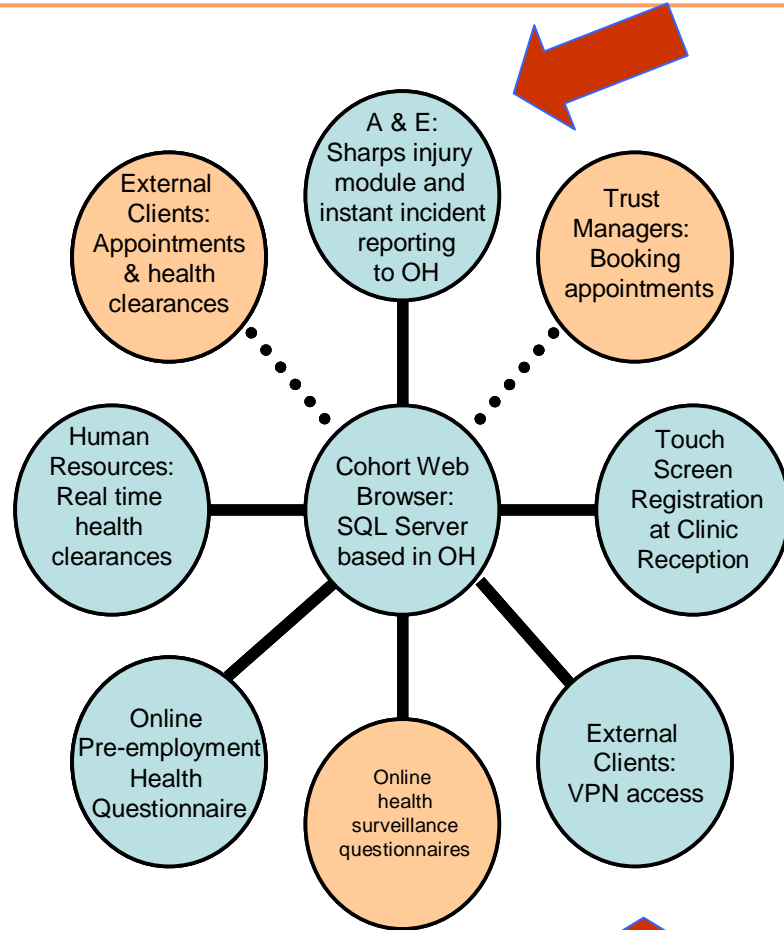 A & E:
Sharps injury
module and
instant incident
reporting
to OH
External
Clients:
Appointments
& health
clearances
Trust
Managers:
Booking
appointments
Human
Resources:
Real time
health
clearances
Cohort Web
Browser:
SQL Server
based in OH
Touch
Screen
Registration
at Clinic
Reception
Online
Pre-employment
Health
Questionnaire
Online
health
surveillance
questionnaires
External
Clients:
VPN access